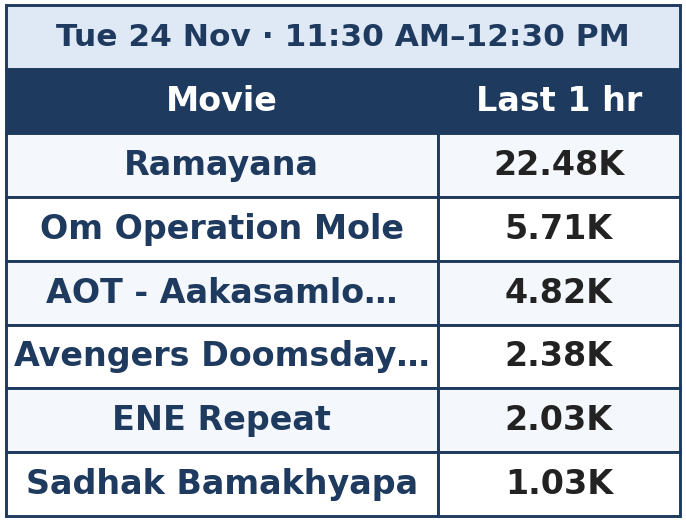 Tue 24 Nov · 11:30 AM–12:30 PM
Movie Last 1 hr
Ramayana 22.48K
Om Operation Mole 5.71K
AOT - Aakasamlo... 4.82K
Avengers Doomsday... 2.38K
ENE Repeat 2.03K
Sadhak Bamakhyapa 1.03K